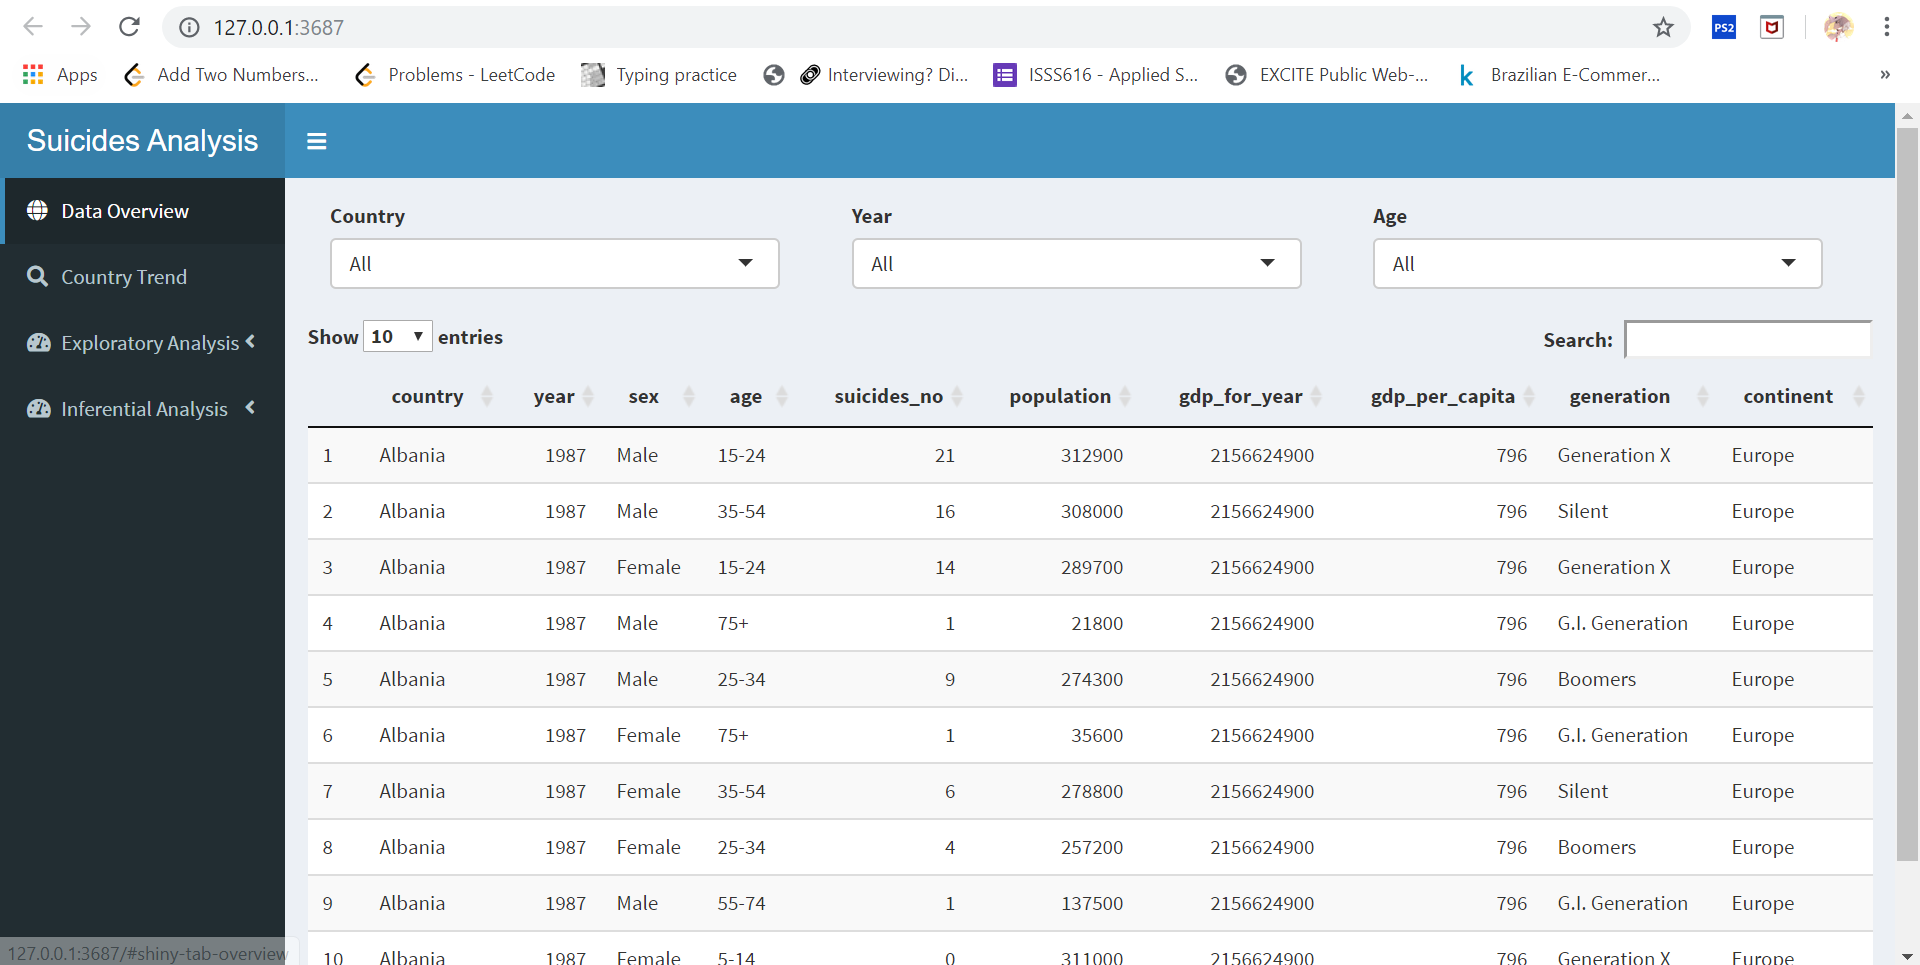 127.0.0.1:3687
PS2
Apps Add Two Numbers... Problems - LeetCode Typing practice Interviewing? Di... ISSS616 - Applied S... EXCITE Public Web-... k Brazilian E-Commer... »
Suicides Analysis
Data Overview
Country Trend
Exploratory Analysis
Inferential Analysis
Country Year Age
All All All
Show 10 entries Search:
country year sex age suicides_no population gdp_for_year gdp_per_capita generation continent
1 Albania 1987 Male 15-24 21 312900 2156624900 796 Generation X Europe
2 Albania 1987 Male 35-54 16 308000 2156624900 796 Silent Europe
3 Albania 1987 Female 15-24 14 289700 2156624900 796 Generation X Europe
4 Albania 1987 Male 75+ 1 21800 2156624900 796 G.I. Generation Europe
5 Albania 1987 Male 25-34 9 274300 2156624900 796 Boomers Europe
6 Albania 1987 Female 75+ 1 35600 2156624900 796 G.I. Generation Europe
7 Albania 1987 Female 35-54 6 278800 2156624900 796 Silent Europe
8 Albania 1987 Female 25-34 4 257200 2156624900 796 Boomers Europe
9 Albania 1987 Male 55-74 1 137500 2156624900 796 G.I. Generation Europe
10 Albania 1987 Female 5-14 0 311000 2156624900 796 Generation X Europe
127.0.0.1:3687/#shiny-tab-overview